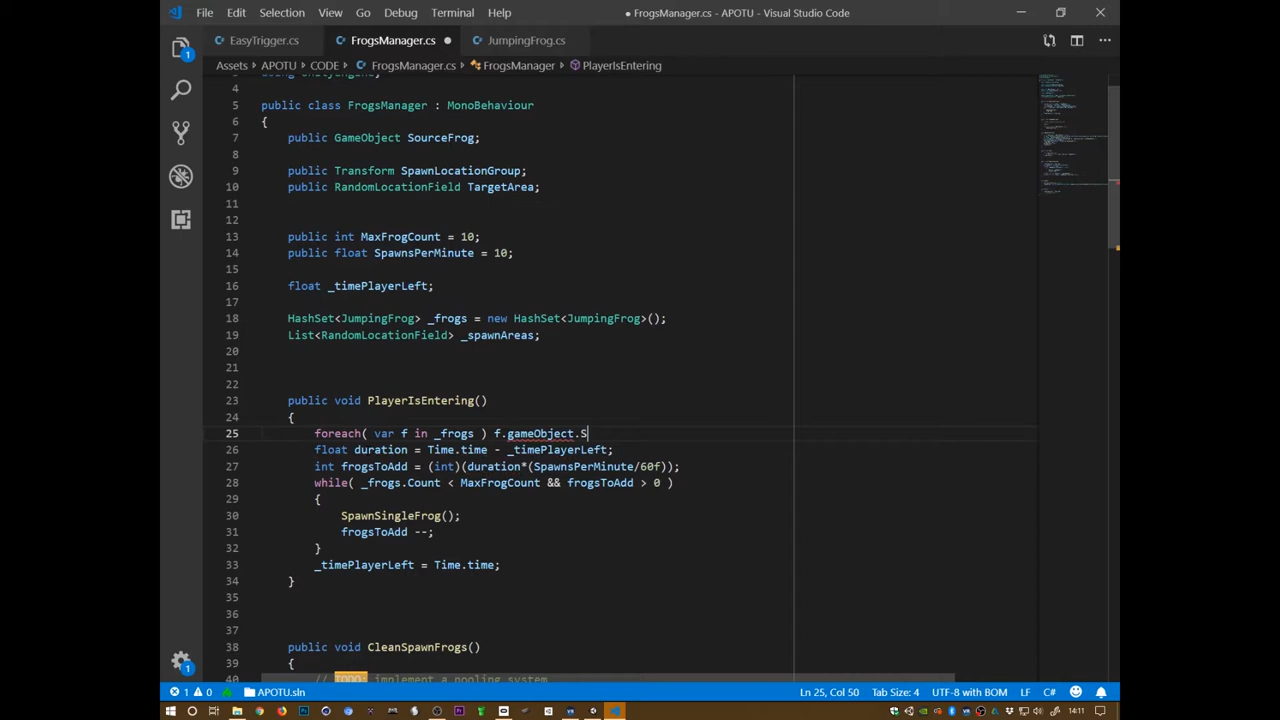 File Edit Selection View Go Debug Terminal Help ● FrogsManager.cs - APOTU - Visual Studio Code
EasyTrigger.cs FrogsManager.cs ● JumpingFrog.cs
Assets > APOTU > CODE > FrogsManager.cs > FrogsManager > PlayerIsEntering
4
5 public class FrogsManager : MonoBehaviour
6 {
7 public GameObject SourceFrog;
8
9 public Transform SpawnLocationGroup;
10 public RandomLocationField TargetArea;
11
12
13 public int MaxFrogCount = 10;
14 public float SpawnsPerMinute = 10;
15
16 float _timePlayerLeft;
17
18 HashSet<JumpingFrog> _frogs = new HashSet<JumpingFrog>();
19 List<RandomLocationField> _spawnAreas;
20
21
22
23 public void PlayerIsEntering()
24 {
25 foreach( var f in _frogs ) f.gameObject.S
26 float duration = Time.time - _timePlayerLeft;
27 int frogsToAdd = (int)(duration*(SpawnsPerMinute/60f));
28 while( _frogs.Count < MaxFrogCount && frogsToAdd > 0 )
29 {
30 SpawnSingleFrog();
31 frogsToAdd --;
32 }
33 _timePlayerLeft = Time.time;
34 }
35
36
37
38 public void CleanSpawnFrogs()
39 {
40 // TODO: implement a pooling system
1
1
1 0 APOTU.sln Ln 25, Col 50 Tab Size: 4 UTF-8 with BOM LF C#
14:11